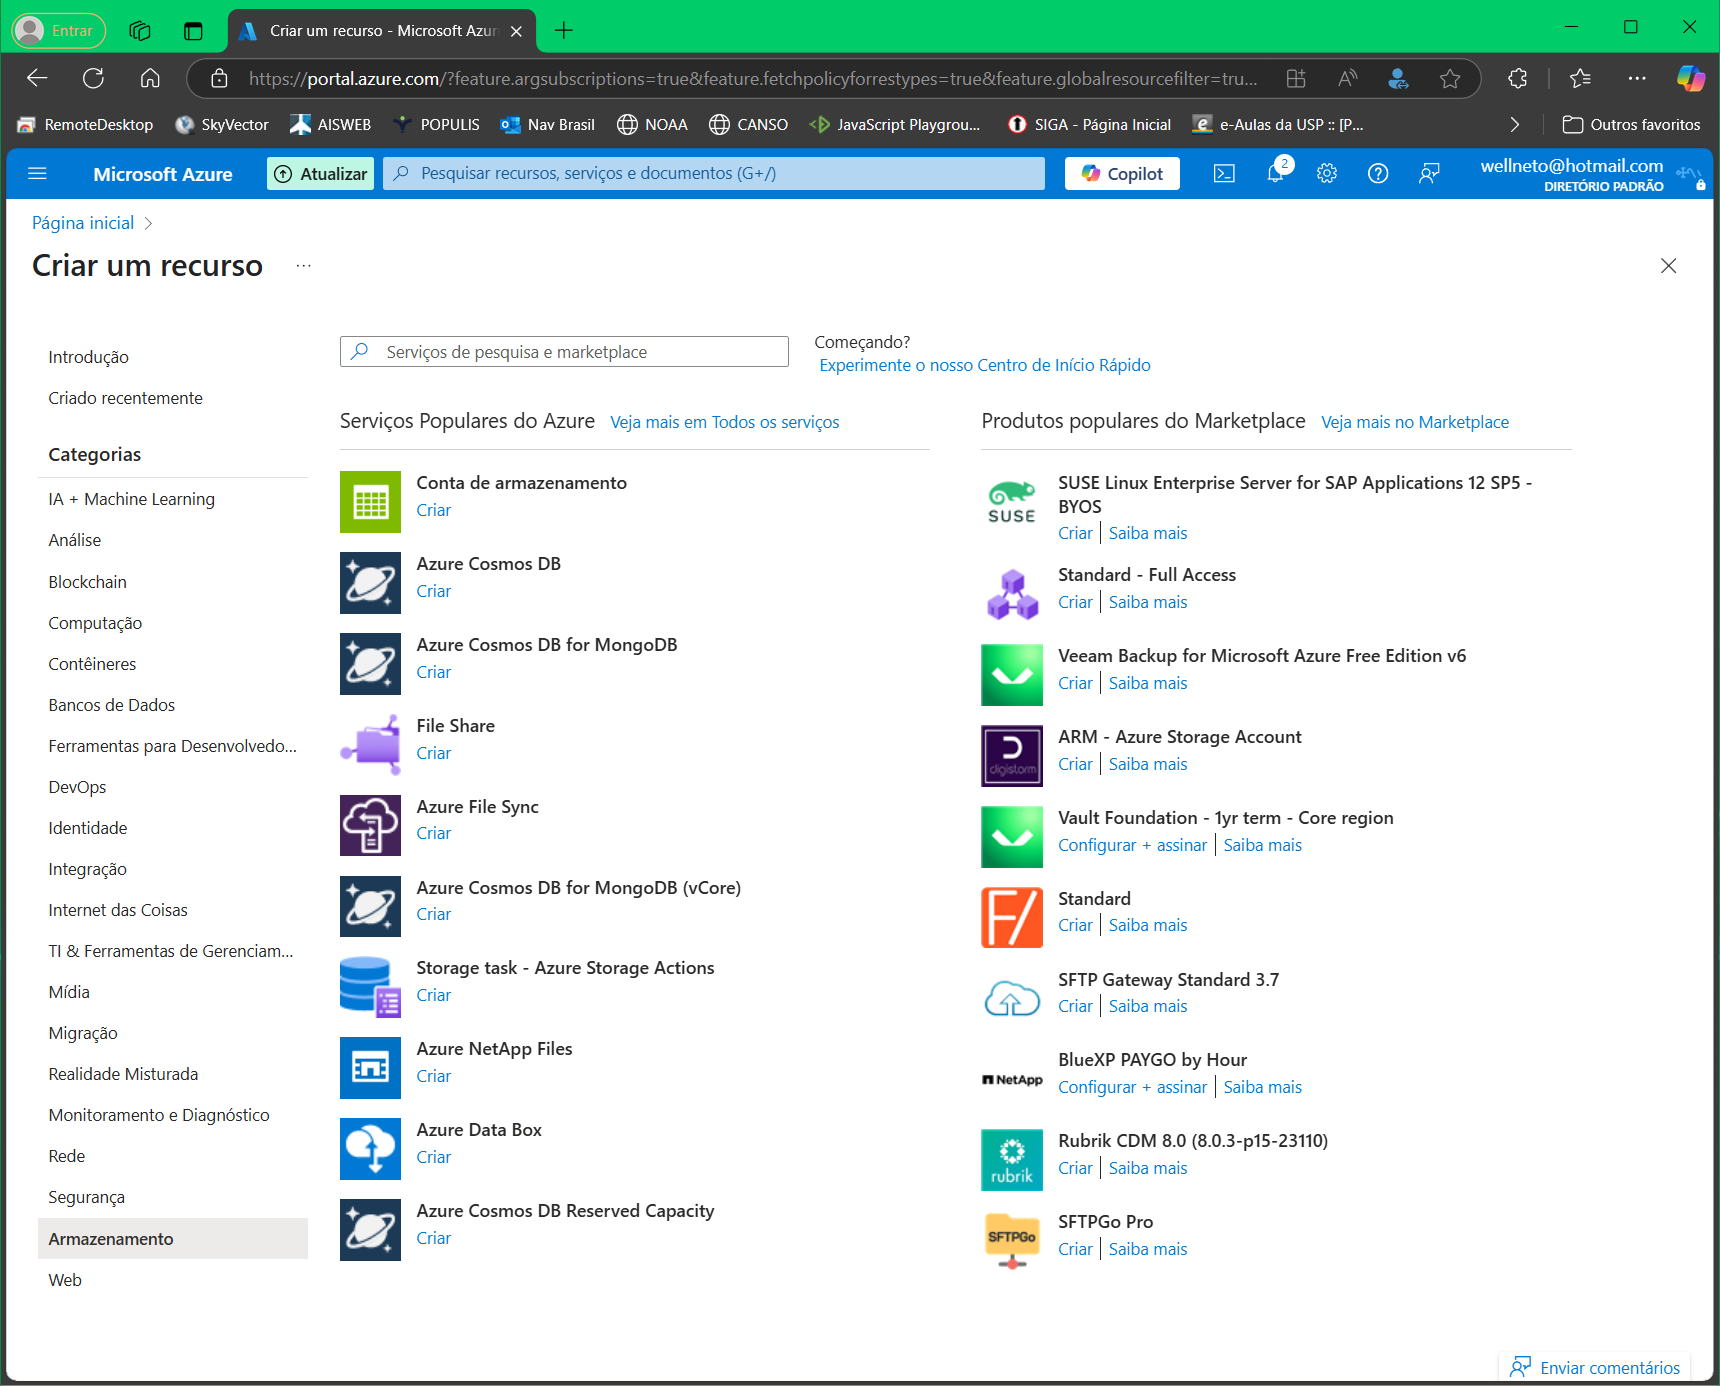 Entrar
Criar um recurso - Microsoft Azur
https://portal.azure.com/?feature.argsubscriptions=true&feature.fetchpolicyforrestypes=true&feature.globalresourcefilter=tru...
RemoteDesktop
SkyVector
AISWEB
POPULIS
Nav Brasil
NOAA
CANSO
JavaScript Playgrou...
SIGA - Página Inicial
e-Aulas da USP :: [P...
Outros favoritos
Microsoft Azure
Atualizar
Pesquisar recursos, serviços e documentos (G+/)
Copilot
2
wellneto@hotmail.com
DIRETÓRIO PADRÃO
Página inicial
Criar um recurso
...
Introdução
Criado recentemente
Categorias
IA + Machine Learning
Análise
Blockchain
Computação
Contêineres
Bancos de Dados
Ferramentas para Desenvolvedo...
DevOps
Identidade
Integração
Internet das Coisas
TI & Ferramentas de Gerenciam...
Mídia
Migração
Realidade Misturada
Monitoramento e Diagnóstico
Rede
Segurança
Armazenamento
Web
Serviços de pesquisa e marketplace
Começando?
Experimente o nosso Centro de Início Rápido
Serviços Populares do Azure
Veja mais em Todos os serviços
Conta de armazenamento
Criar
Azure Cosmos DB
Criar
Azure Cosmos DB for MongoDB
Criar
File Share
Criar
Azure File Sync
Criar
Azure Cosmos DB for MongoDB (vCore)
Criar
Storage task - Azure Storage Actions
Criar
Azure NetApp Files
Criar
Azure Data Box
Criar
Azure Cosmos DB Reserved Capacity
Criar
Produtos populares do Marketplace
Veja mais no Marketplace
SUSE
SUSE Linux Enterprise Server for SAP Applications 12 SP5 -
BYOS
Criar | Saiba mais
Standard - Full Access
Criar | Saiba mais
Veeam Backup for Microsoft Azure Free Edition v6
Criar | Saiba mais
digistorm
ARM - Azure Storage Account
Criar | Saiba mais
Vault Foundation - 1yr term - Core region
Configurar + assinar | Saiba mais
F/
Standard
Criar | Saiba mais
SFTP Gateway Standard 3.7
Criar | Saiba mais
NetApp
BlueXP PAYGO by Hour
Configurar + assinar | Saiba mais
rubrik
Rubrik CDM 8.0 (8.0.3-p15-23110)
Criar | Saiba mais
SFTPGo
SFTPGo Pro
Criar | Saiba mais
Enviar comentários